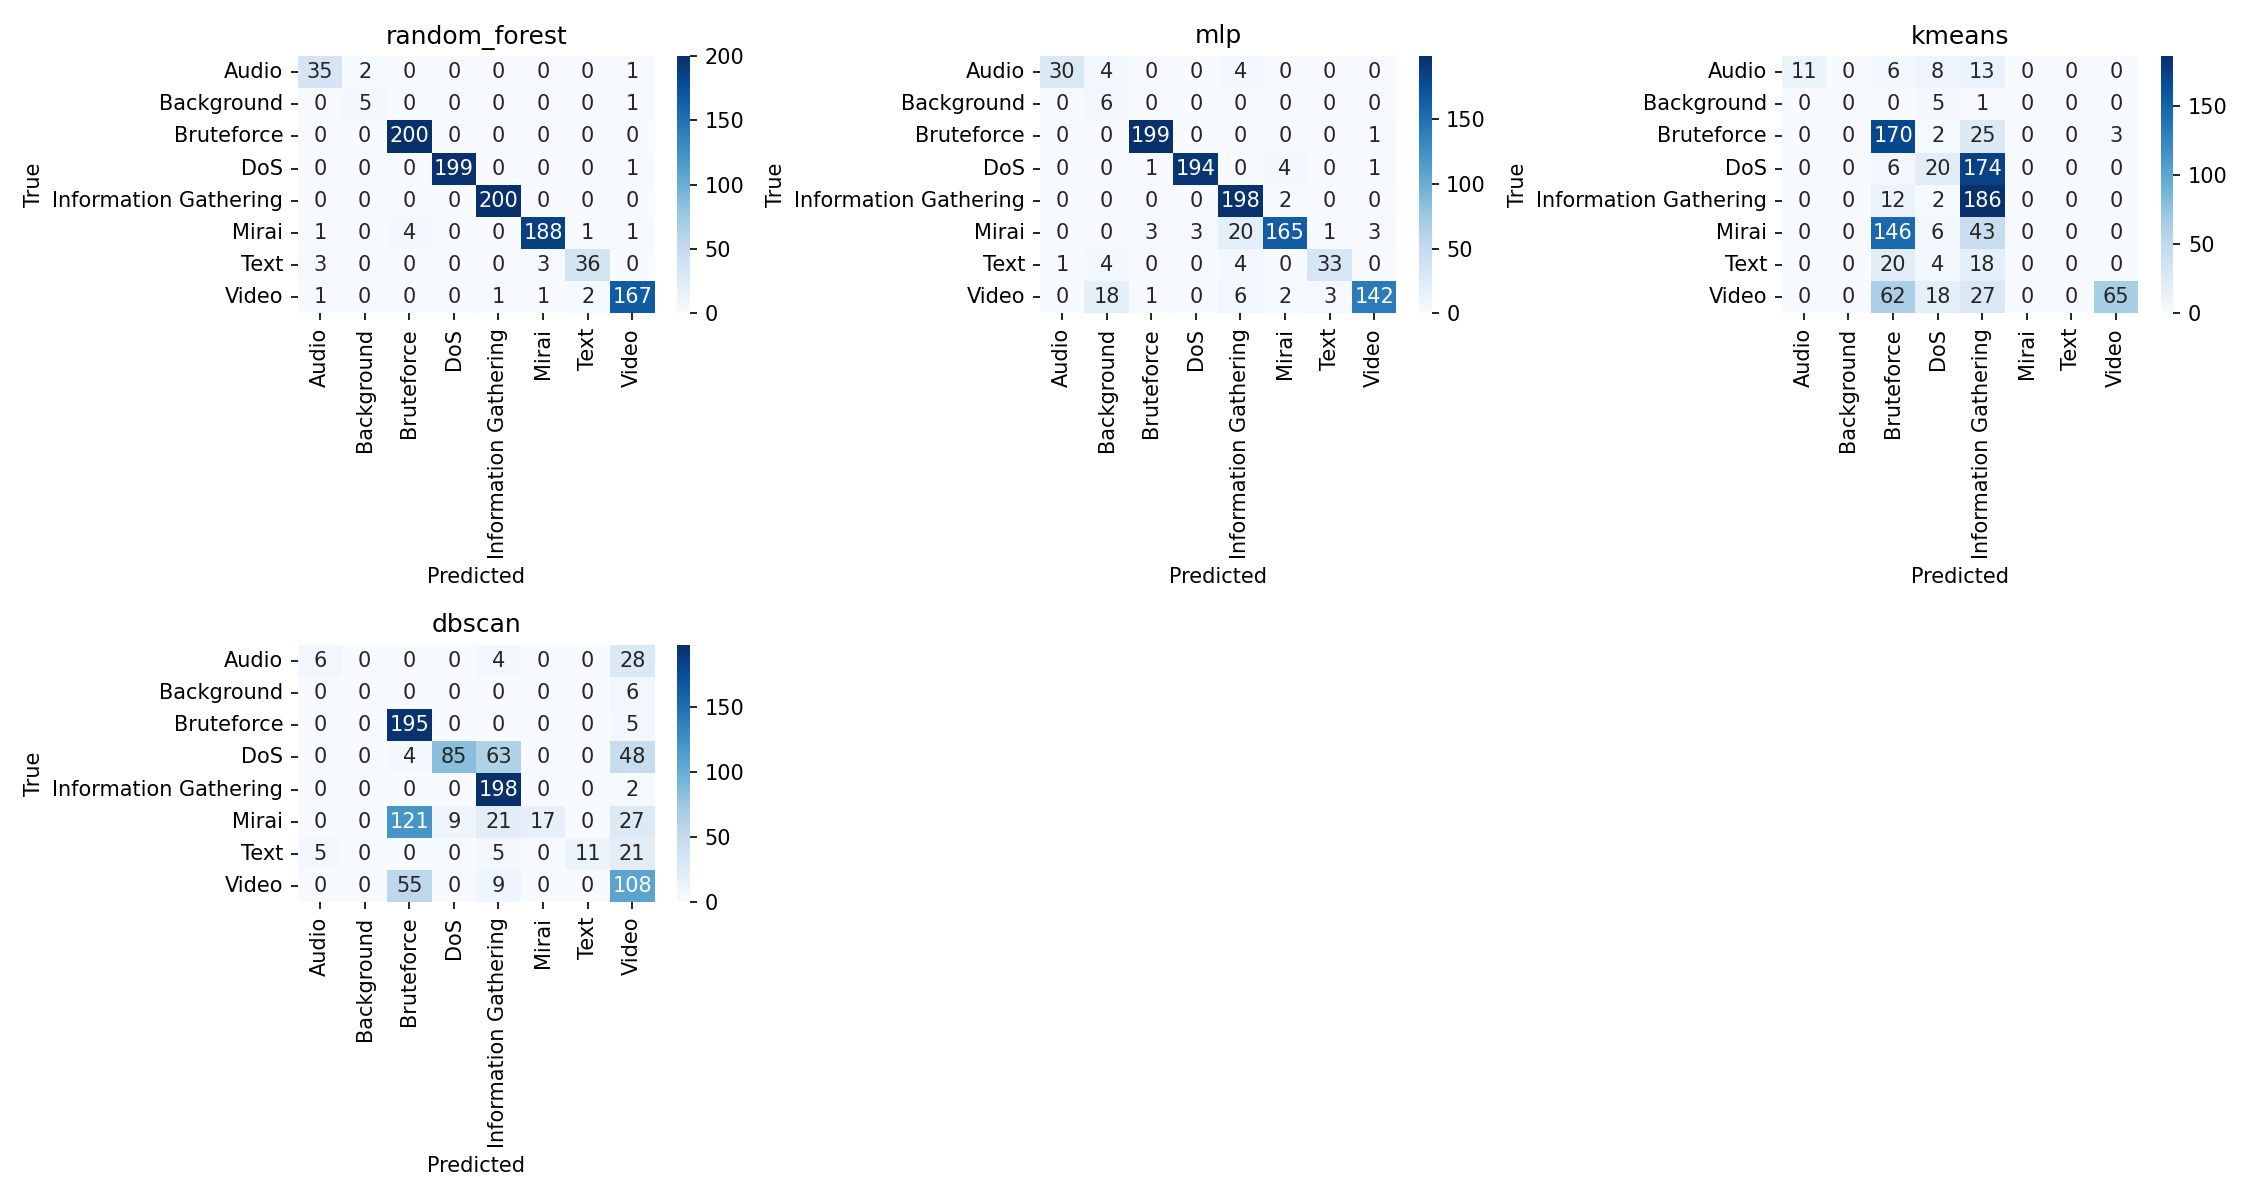 random_forest
True
Audio 35 2 0 0 0 0 0 1
Background 0 5 0 0 0 0 0 1
Bruteforce 0 0 200 0 0 0 0 0
DoS 0 0 0 199 0 0 0 1
Information Gathering 0 0 0 0 200 0 0 0
Mirai 1 0 4 0 0 188 1 1
Text 3 0 0 0 0 3 36 0
Video 1 0 0 0 1 1 2 167
Audio Background Bruteforce DoS Information Gathering Mirai Text Video
Predicted
200
150
100
50
0
mlp
True
Audio 30 4 0 0 4 0 0 0
Background 0 6 0 0 0 0 0 0
Bruteforce 0 0 199 0 0 0 0 1
DoS 0 0 1 194 0 4 0 1
Information Gathering 0 0 0 0 198 2 0 0
Mirai 0 0 3 3 20 165 1 3
Text 1 4 0 0 4 0 33 0
Video 0 18 1 0 6 2 3 142
Audio Background Bruteforce DoS Information Gathering Mirai Text Video
Predicted
150
100
50
0
kmeans
True
Audio 11 0 6 8 13 0 0 0
Background 0 0 0 5 1 0 0 0
Bruteforce 0 0 170 2 25 0 0 3
DoS 0 0 6 20 174 0 0 0
Information Gathering 0 0 12 2 186 0 0 0
Mirai 0 0 146 6 43 0 0 0
Text 0 0 20 4 18 0 0 0
Video 0 0 62 18 27 0 0 65
Audio Background Bruteforce DoS Information Gathering Mirai Text Video
Predicted
150
100
50
0
dbscan
True
Audio 6 0 0 0 4 0 0 28
Background 0 0 0 0 0 0 0 6
Bruteforce 0 0 195 0 0 0 0 5
DoS 0 0 4 85 63 0 0 48
Information Gathering 0 0 0 0 198 0 0 2
Mirai 0 0 121 9 21 17 0 27
Text 5 0 0 0 5 0 11 21
Video 0 0 55 0 9 0 0 108
Audio Background Bruteforce DoS Information Gathering Mirai Text Video
Predicted
150
100
50
0